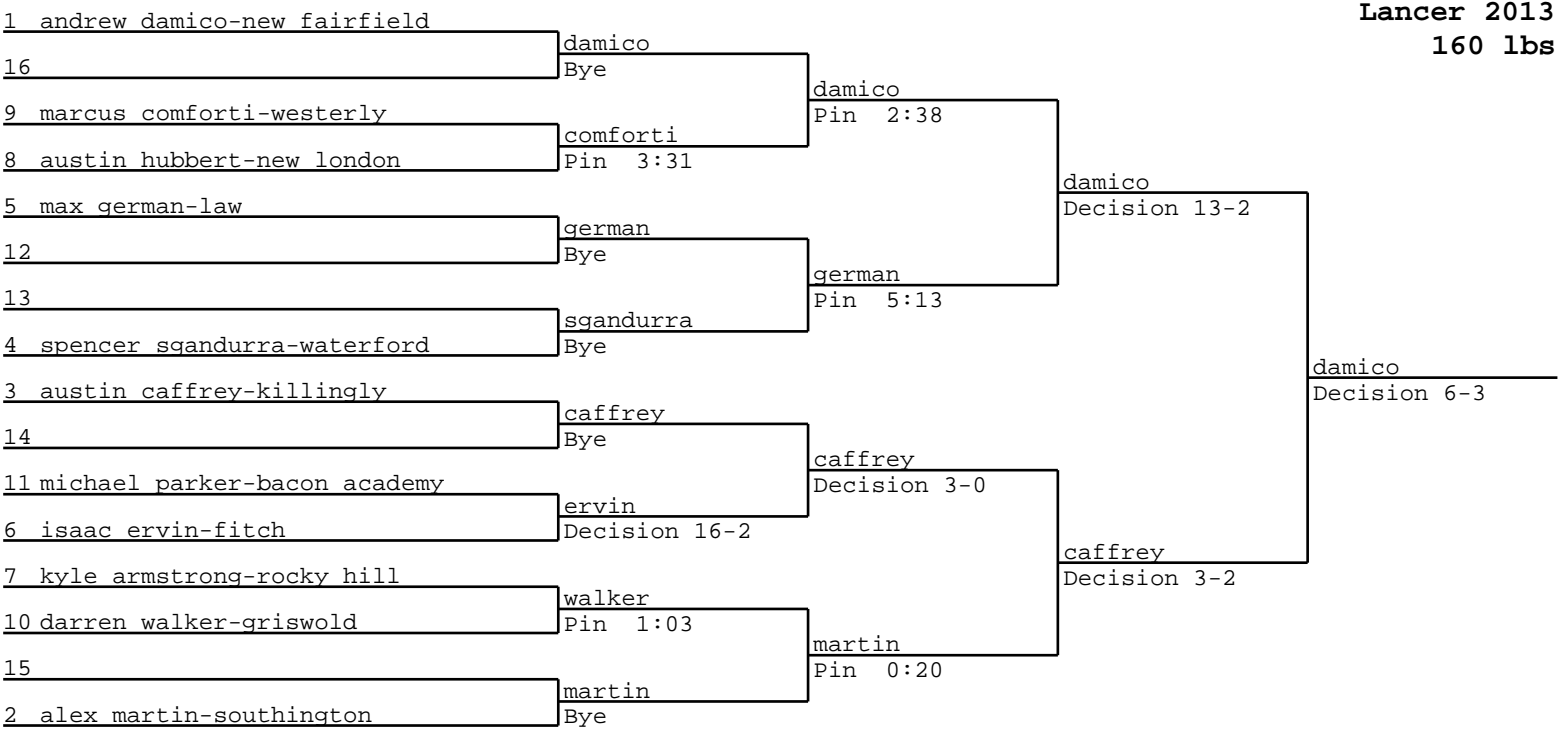 Lancer 2013
160 lbs
1 andrew damico-new fairfield
16
9 marcus comforti-westerly
8 austin hubbert-new london
5 max german-law
12
13
4 spencer sgandurra-waterford
3 austin caffrey-killingly
14
11 michael parker-bacon academy
6 isaac ervin-fitch
7 kyle armstrong-rocky hill
10 darren walker-griswold
15
2 alex martin-southington
damico
Bye
comforti
Pin 3:31
german
Bye
sgandurra
Bye
caffrey
Bye
ervin
Decision 16-2
walker
Pin 1:03
martin
Bye
damico
Pin 2:38
german
Pin 5:13
caffrey
Decision 3-0
martin
Pin 0:20
damico
Decision 13-2
caffrey
Decision 3-2
damico
Decision 6-3